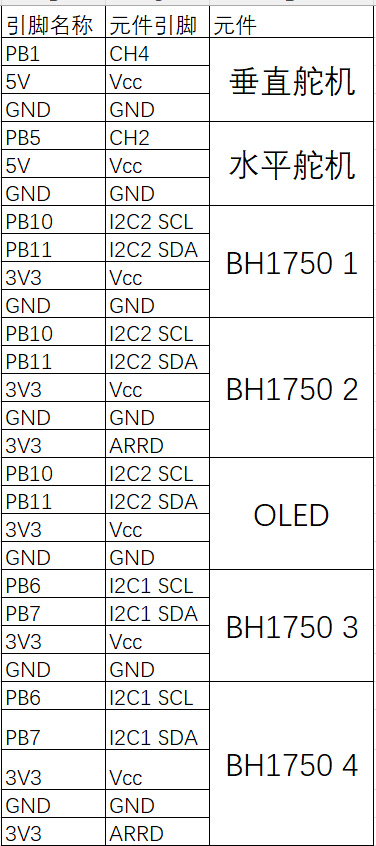 引脚名称 元件引脚 元件
PB1 CH4 垂直舵机
5V Vcc
GND GND
PB5 CH2 水平舵机
5V Vcc
GND GND
PB10 I2C2 SCL BH1750 1
PB11 I2C2 SDA
3V3 Vcc
GND GND
PB10 I2C2 SCL BH1750 2
PB11 I2C2 SDA
3V3 Vcc
GND GND
3V3 ARRD
PB10 I2C2 SCL OLED
PB11 I2C2 SDA
3V3 Vcc
GND GND
PB6 I2C1 SCL BH1750 3
PB7 I2C1 SDA
3V3 Vcc
GND GND
PB6 I2C1 SCL BH1750 4
PB7 I2C1 SDA
3V3 Vcc
GND GND
3V3 ARRD